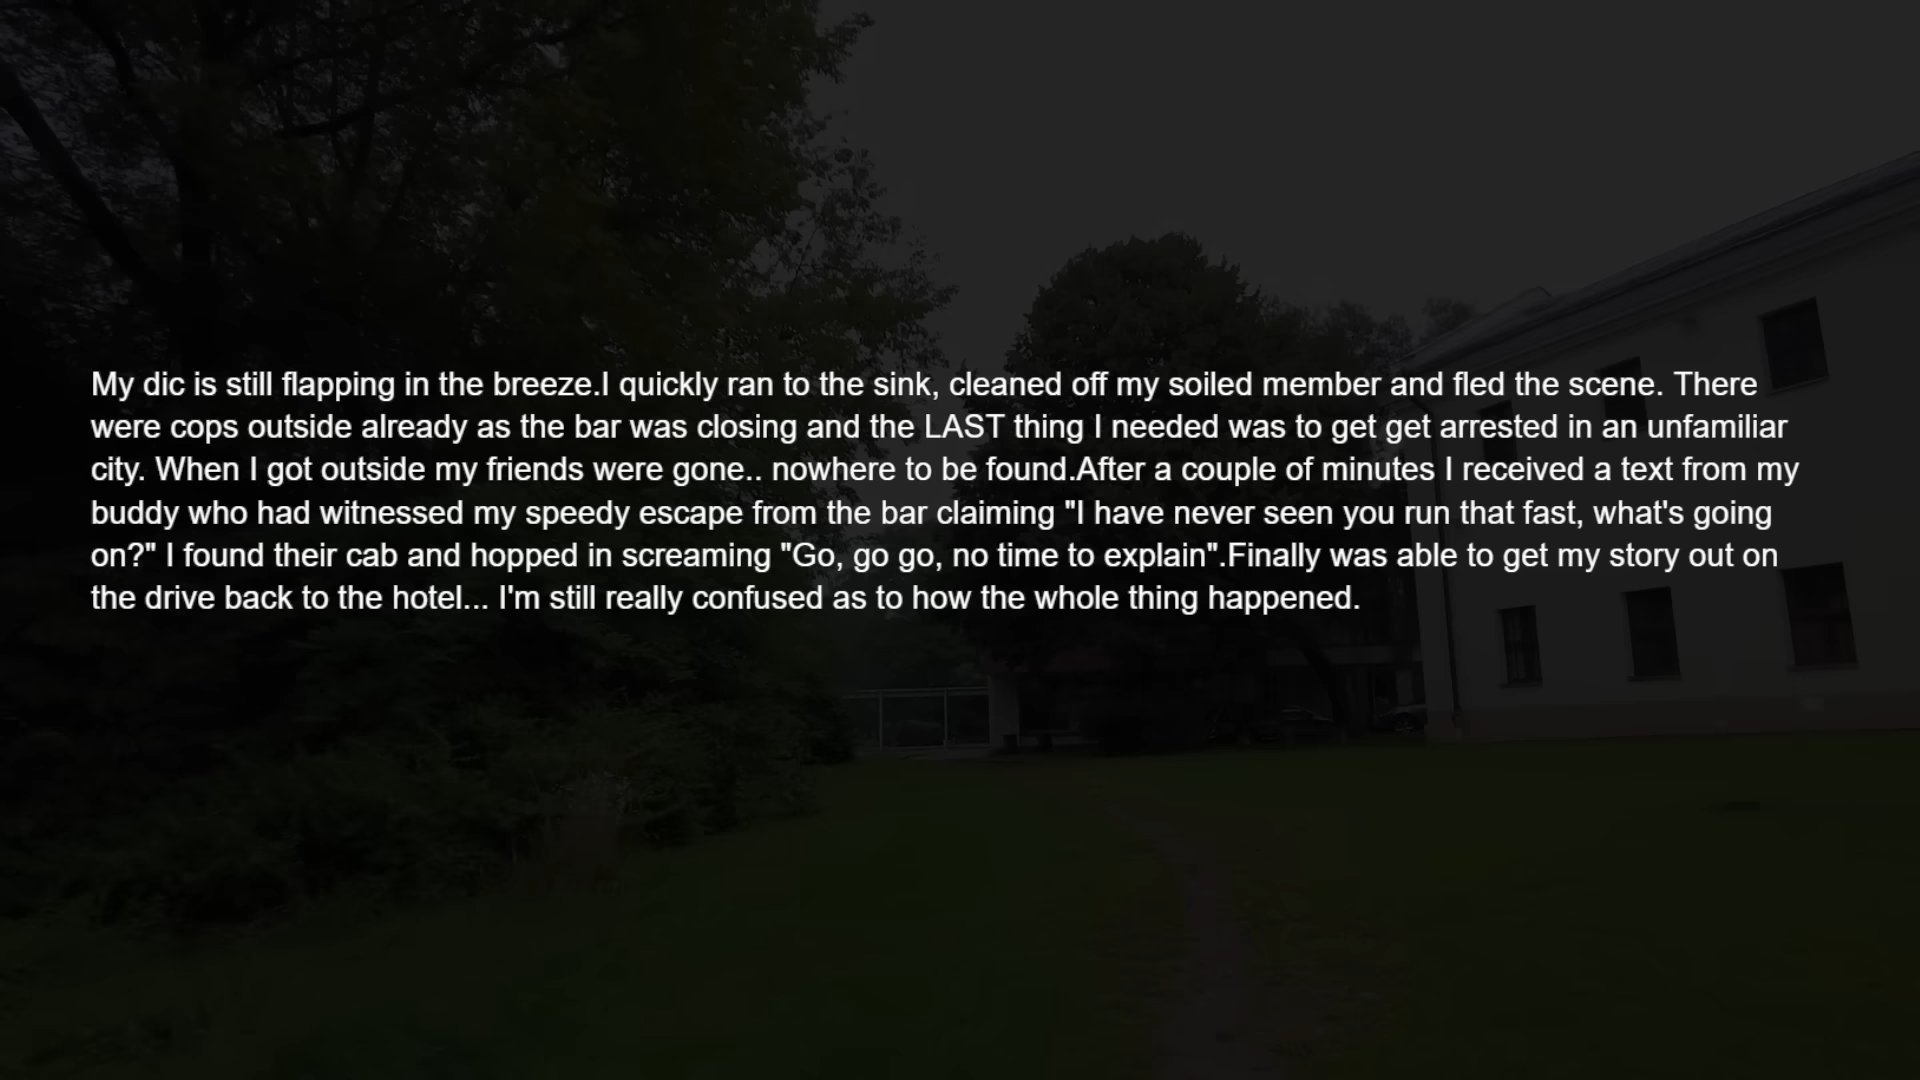 My dic is still flapping in the breeze.I quickly ran to the sink, cleaned off my soiled member and fled the scene. There
were cops outside already as the bar was closing and the LAST thing I needed was to get get arrested in an unfamiliar
city. When I got outside my friends were gone.. nowhere to be found.After a couple of minutes I received a text from my
buddy who had witnessed my speedy escape from the bar claiming "I have never seen you run that fast, what's going
on?" I found their cab and hopped in screaming "Go, go go, no time to explain".Finally was able to get my story out on
the drive back to the hotel... I'm still really confused as to how the whole thing happened.